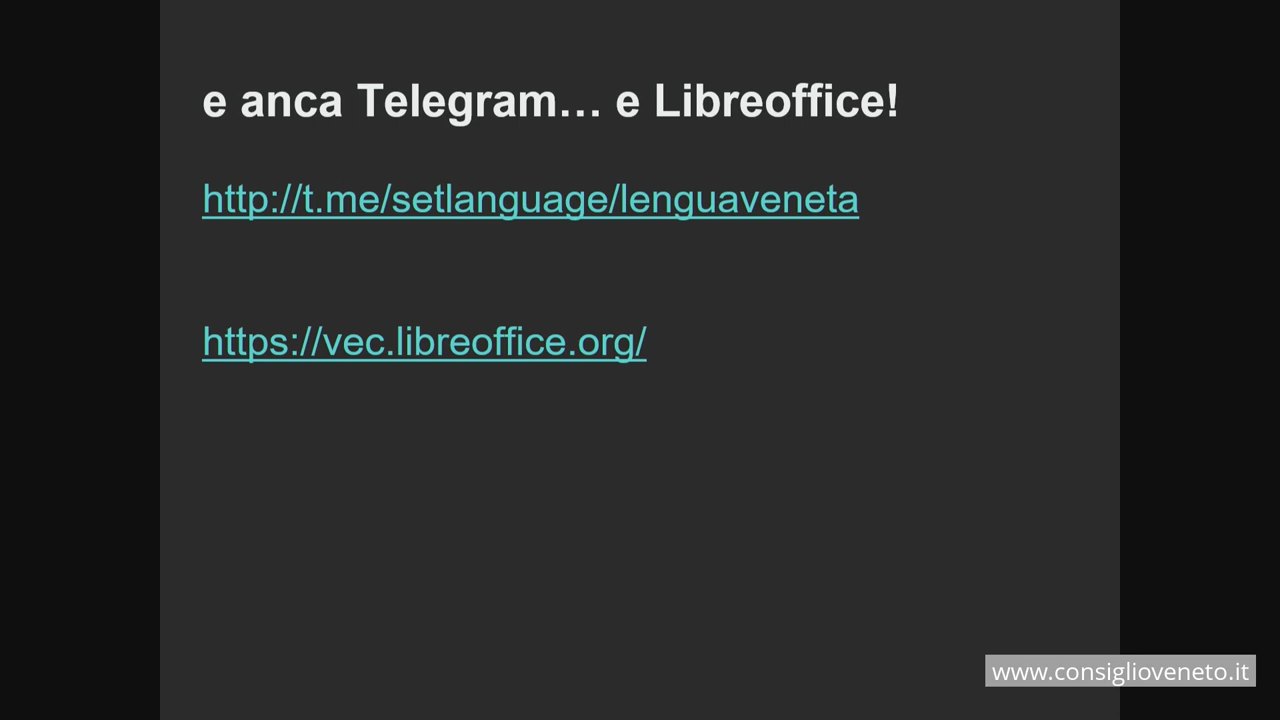 e anca Telegram… e Libreoffice!
http://t.me/setlanguage/lenguaveneta
https://vec.libreoffice.org/
www.consiglioveneto.it